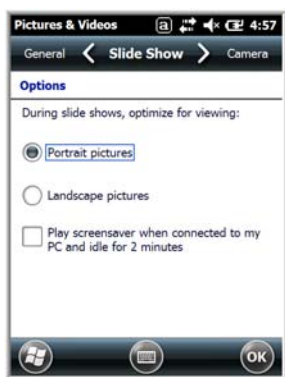 Pictures & Videos a 4:57
General Slide Show Camera
Options
During slide shows, optimize for viewing:
Portrait pictures
Landscape pictures
Play screensaver when connected to my
PC and idle for 2 minutes
OK